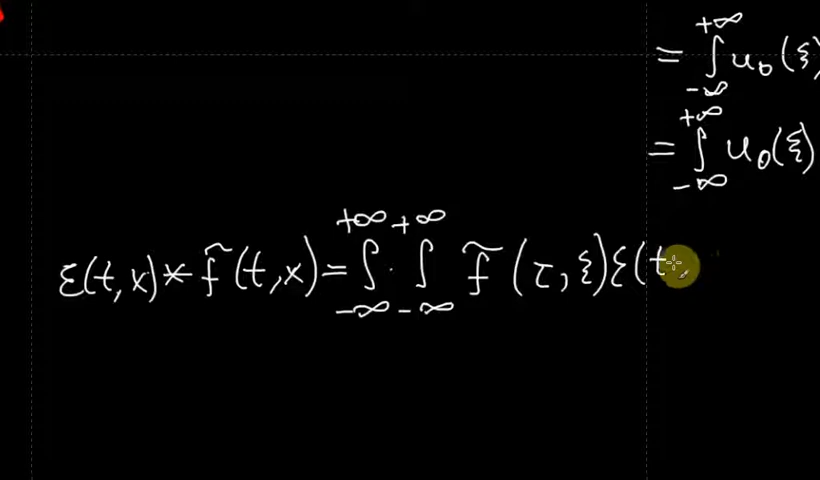 = ∫_{-∞}^{+∞} u₀(ξ)
= ∫_{-∞}^{+∞} u₀(ξ)
ℰ(t,x)*f̃(t,x)=∫_{-∞}^{+∞} ∫_{-∞}^{+∞} f̃(τ,ξ)ℰ(t,